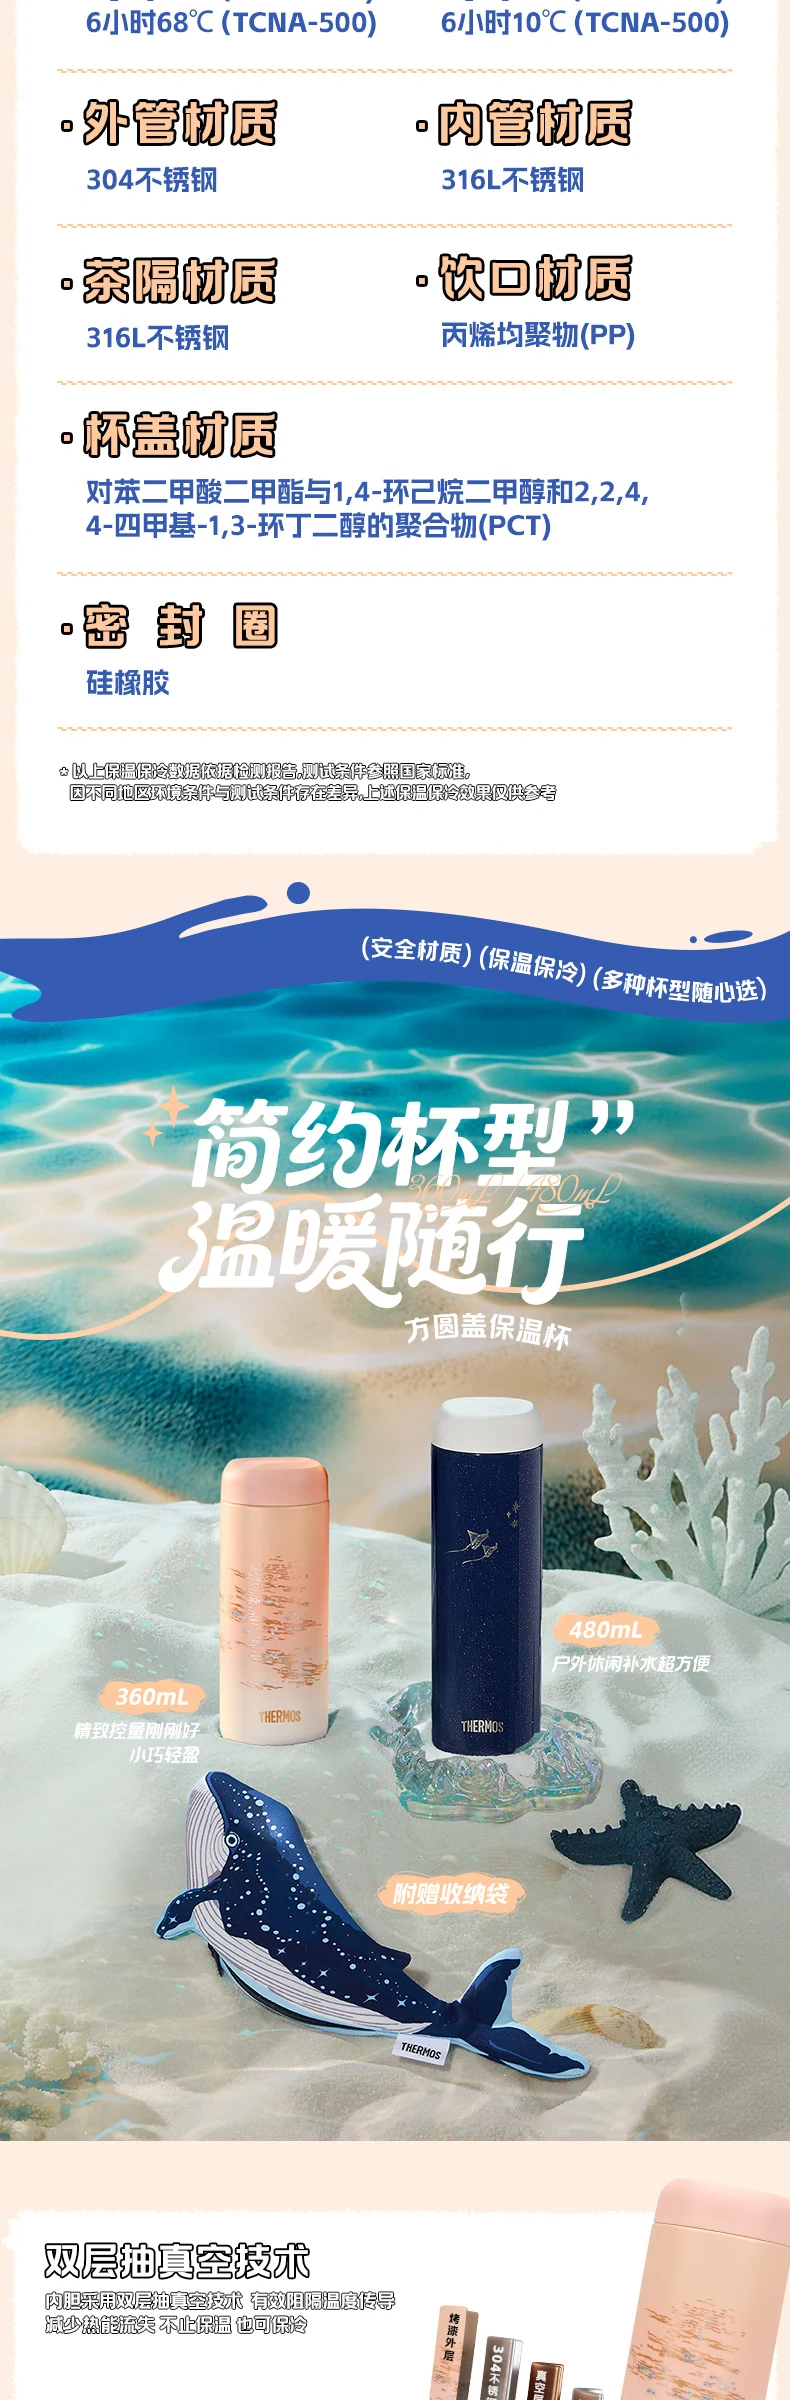 6小时68℃ (TCNA-500)
6小时10℃ (TCNA-500)
·外管材质
304不锈钢
·内管材质
316L不锈钢
·茶隔材质
316L不锈钢
·饮口材质
丙烯均聚物(PP)
·杯盖材质
对苯二甲酸二甲酯与1,4-环己烷二甲醇和2,2,4,
4-四甲基-1,3-环丁二醇的聚合物(PCT)
·密封圈
硅橡胶
* 以上保温保冷数据依据检测报告,测试条件参照国家标准,
因不同地区环境条件与测试条件存在差异,上述保温保冷效果仅供参考
(安全材质) (保温保冷) (多种杯型随心选)
简约杯型”
360mL / 480mL
温暖随行
方圆盖保温杯
480mL
户外休闲补水超方便
360mL
精致控量刚刚好
小巧轻盈
THERMOS
THERMOS
附赠收纳袋
THERMOS
双层抽真空技术
内胆采用双层抽真空技术 有效阻隔温度传导
减少热能流失 不止保温 也可保冷
烤漆外层
304不锈
真空层